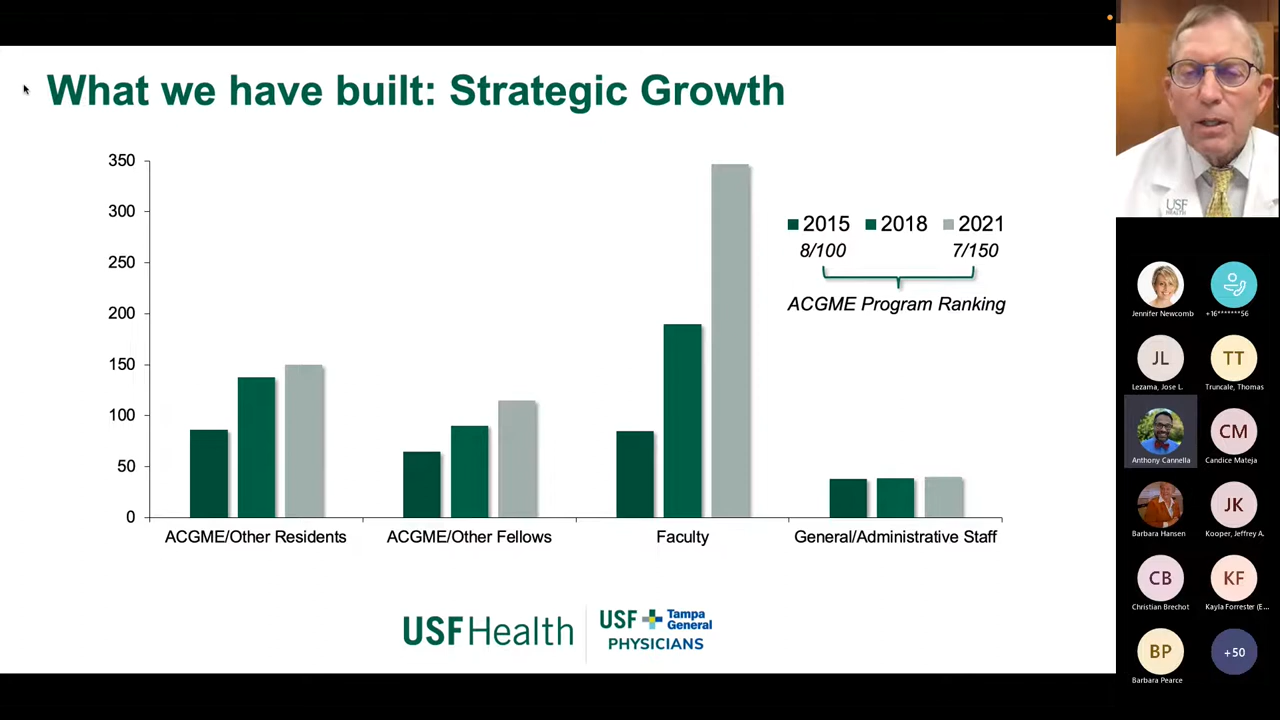 What we have built: Strategic Growth
350
300
250
200
150
100
50
0
2015 2018 2021
8/100 7/150
ACGME Program Ranking
ACGME/Other Residents
ACGME/Other Fellows
Faculty
General/Administrative Staff
USF Health
USF Tampa General
PHYSICIANS
USF
HEALTH
Jennifer Newcomb
+16*******56
JL
Lezama, Jose L.
TT
Truncale, Thomas
Anthony Cannella
CM
Candice Mateja
Barbara Hansen
JK
Kooper, Jeffrey A.
CB
Christian Brechot
KF
Kayla Forrester (E...
BP
Barbara Pearce
+50